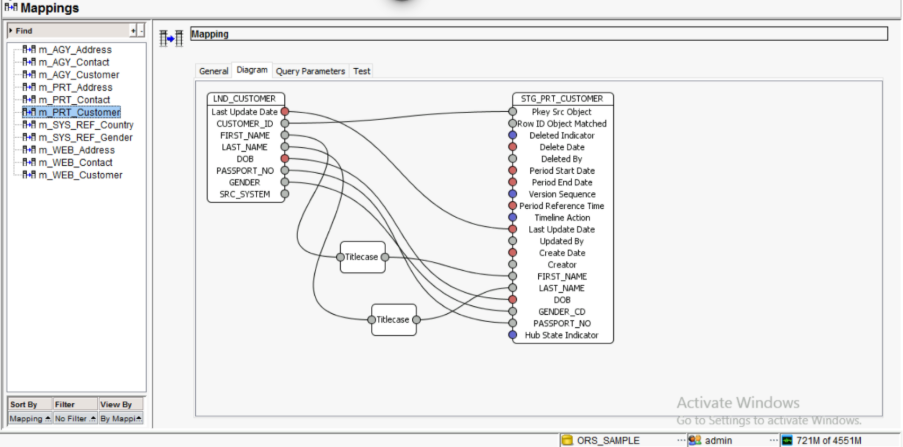 Mappings
Find
+ -
m_AGY_Address
m_AGY_Contact
m_AGY_Customer
m_PRT_Address
m_PRT_Contact
m_PRT_Customer
m_SYS_REF_Country
m_SYS_REF_Gender
m_WEB_Address
m_WEB_Contact
m_WEB_Customer
Sort By Filter View By
Mapping No Filter By Mappi
Mapping
General Diagram Query Parameters Test
LND_CUSTOMER
Last Update Date
CUSTOMER_ID
FIRST_NAME
LAST_NAME
DOB
PASSPORT_NO
GENDER
SRC_SYSTEM
Titlecase
Titlecase
STG_PRT_CUSTOMER
Pkey Src Object
Row ID Object Matched
Deleted Indicator
Delete Date
Deleted By
Period Start Date
Period End Date
Version Sequence
Period Reference Time
Timeline Action
Last Update Date
Updated By
Create Date
Creator
FIRST_NAME
LAST_NAME
DOB
GENDER_CD
PASSPORT_NO
Hub State Indicator
Activate Windows
Go to Settings to activate Windows.
ORS_SAMPLE ··· admin ··· 721M of 4551M